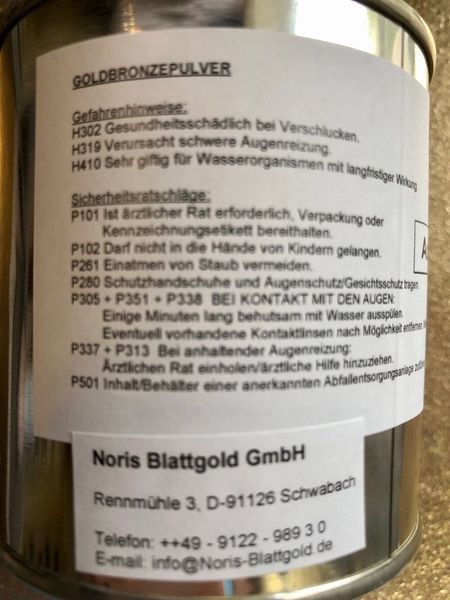 GOLDBRONZEPULVER
Gefahrenhinweise:
H302 Gesundheitsschädlich bei Verschlucken.
H319 Verursacht schwere Augenreizung.
H410 Sehr giftig für Wasserorganismen mit langfristiger Wirkung
Sicherheitsratschläge:
P101 Ist ärztlicher Rat erforderlich, Verpackung oder
Kennzeichnungsetikett bereithalten.
P102 Darf nicht in die Hände von Kindern gelangen.
P261 Einatmen von Staub vermeiden.
P280 Schutzhandschuhe und Augenschutz/Gesichtsschutz tragen.
P305 + P351 + P338 BEI KONTAKT MIT DEN AUGEN:
Einige Minuten lang behutsam mit Wasser ausspülen.
Eventuell vorhandene Kontaktlinsen nach Möglichkeit entfernen.
P337 + P313 Bei anhaltender Augenreizung:
Ärztlichen Rat einholen/ärztliche Hilfe hinzuziehen.
P501 Inhalt/Behälter einer anerkannten Abfallentsorgungsanlage
Noris Blattgold GmbH
Rennmühle 3, D-91126 Schwabach
Telefon: ++49 - 9122 - 989 3 0
E-mail: info@Noris-Blattgold.de